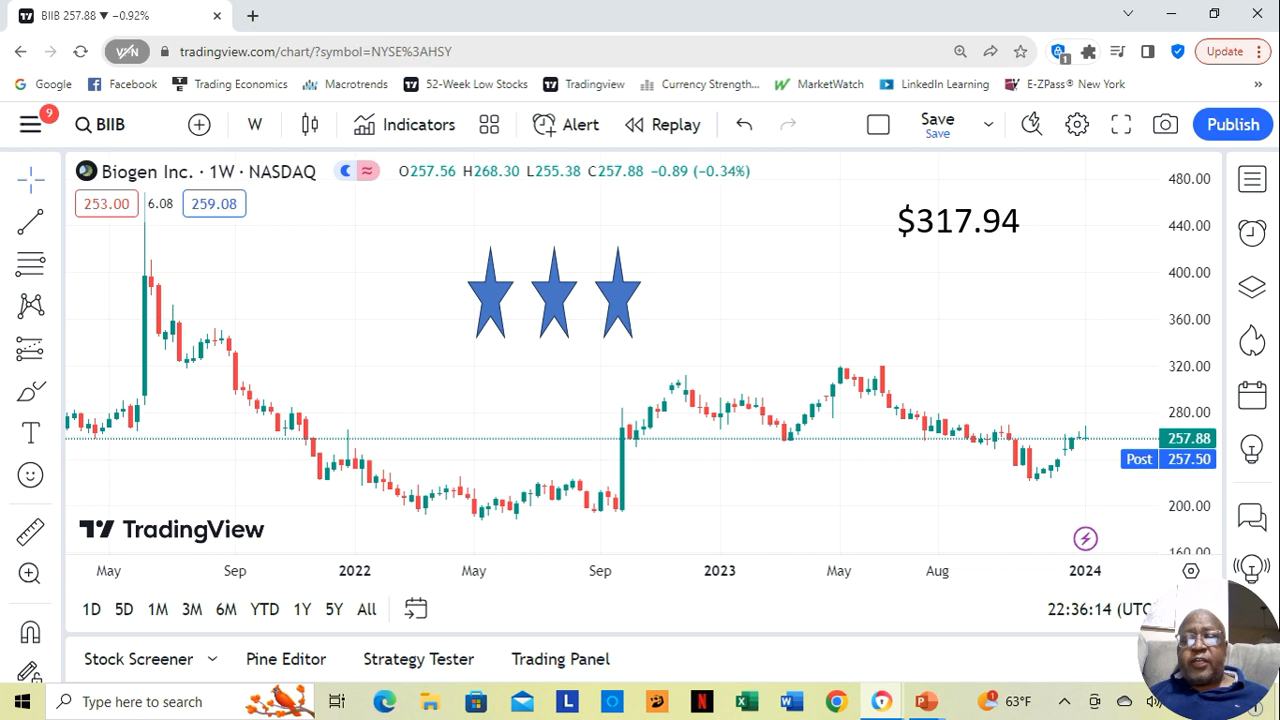 BIIB 257.88 ▼ −0.92%
VPN tradingview.com/chart/?symbol=NYSE%3AHSY 1 Update
Google Facebook Trading Economics Macrotrends 52-Week Low Stocks Tradingview Currency Strength... MarketWatch LinkedIn Learning E-ZPass® New York »
9 BIIB W Indicators Alert Replay Save Publish
Save
Biogen Inc. · 1W · NASDAQ O257.56 H268.30 L255.38 C257.88 −0.89 (−0.34%)
253.00 6.08 259.08
$317.94
480.00
440.00
400.00
360.00
320.00
280.00
257.88
Post 257.50
200.00
160.00
TradingView
May Sep 2022 May Sep 2023 May Aug 2024
1D 5D 1M 3M 6M YTD 1Y 5Y All 22:36:14 (UTC
Stock Screener Pine Editor Strategy Tester Trading Panel
Type here to search 63°F